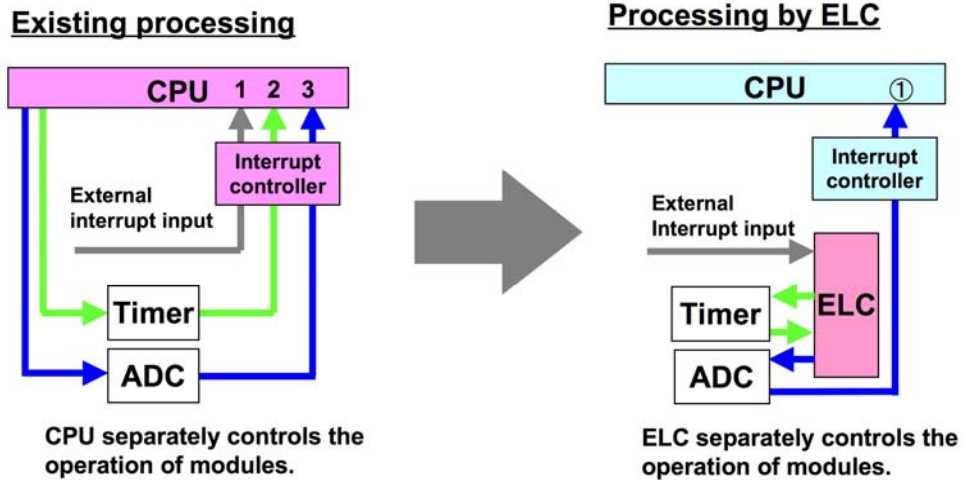 Existing processing
CPU 1 2 3
Interrupt
controller
External
interrupt input
Timer
ADC
CPU separately controls the
operation of modules.
Processing by ELC
CPU ①
Interrupt
controller
External
Interrupt input
ELC
Timer
ADC
ELC separately controls the
operation of modules.